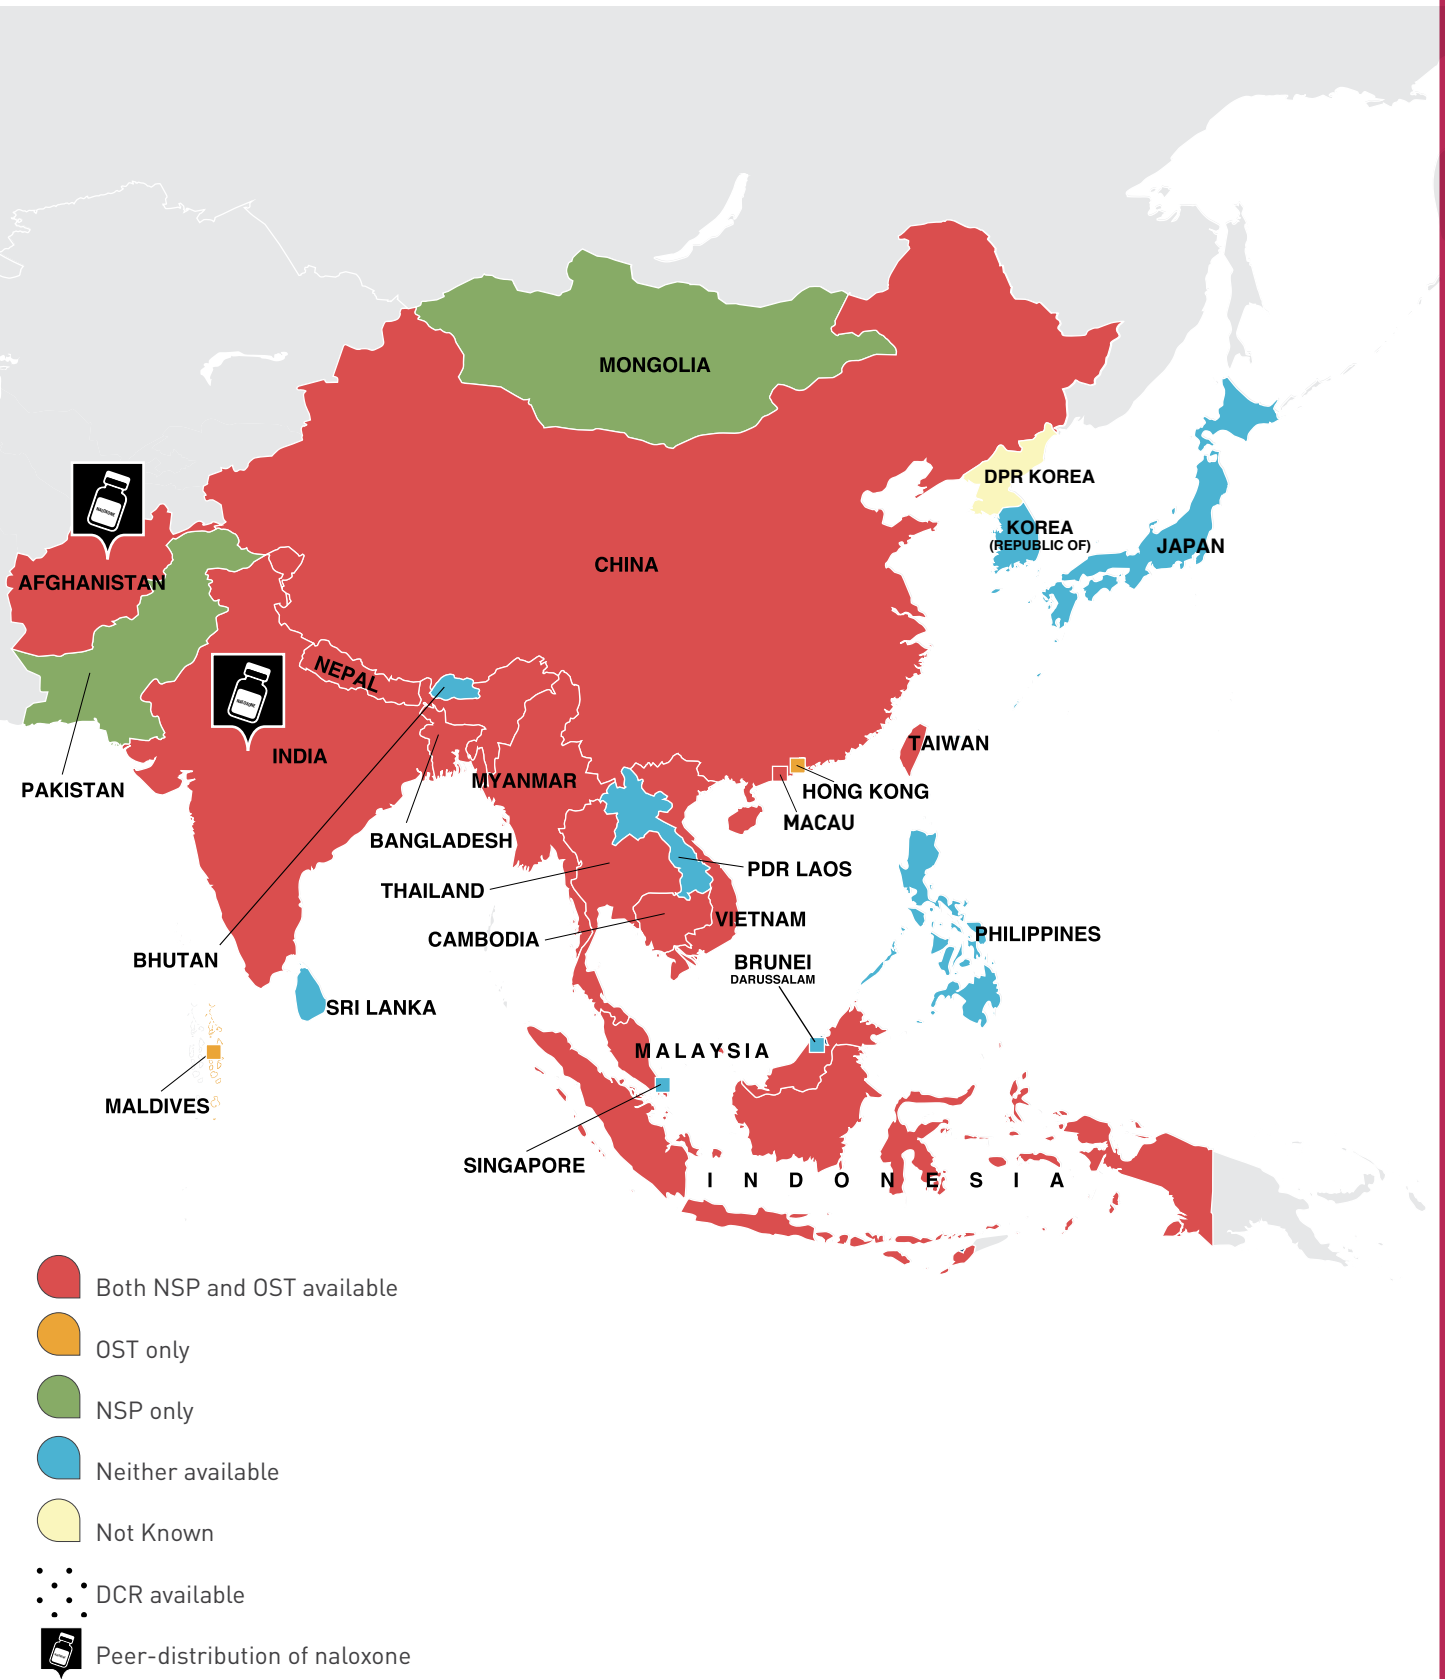 MONGOLIA
DPR KOREA
KOREA
(REPUBLIC OF)
JAPAN
CHINA
AFGHANISTAN
NEPAL
INDIA
TAIWAN
PAKISTAN
MYANMAR
HONG KONG
MACAU
BANGLADESH
PDR LAOS
THAILAND
VIETNAM
CAMBODIA
PHILIPPINES
BHUTAN
BRUNEI
DARUSSALAM
SRI LANKA
MALAYSIA
MALDIVES
SINGAPORE
INDONESIA
Both NSP and OST available
OST only
NSP only
Neither available
Not Known
DCR available
Peer-distribution of naloxone